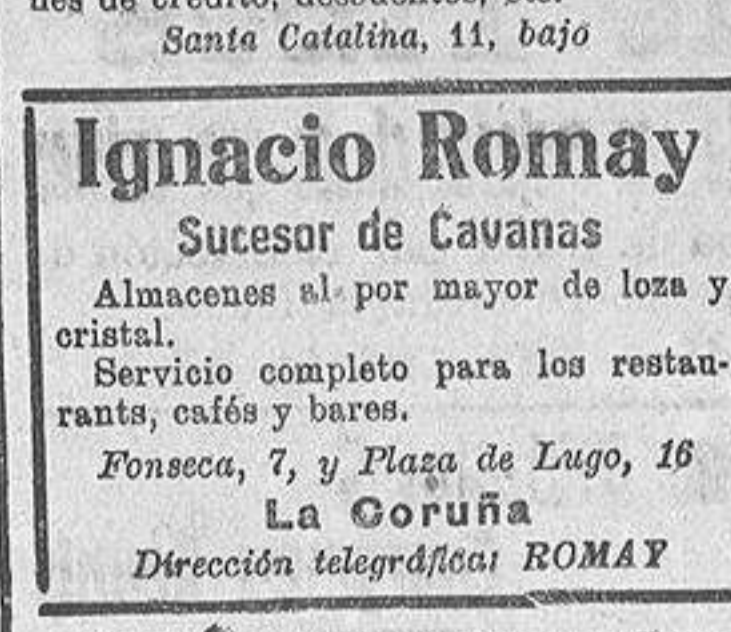 Santa Catalina, 11, bajo
Ignacio Romay
Sucesor de Cavanas
Almacenes al por mayor de loza y
cristal.
Servicio completo para los restau-
rants, cafés y bares.
Fonseca, 7, y Plaza de Lugo, 16
La Coruña
Dirección telegráfica: ROMAY